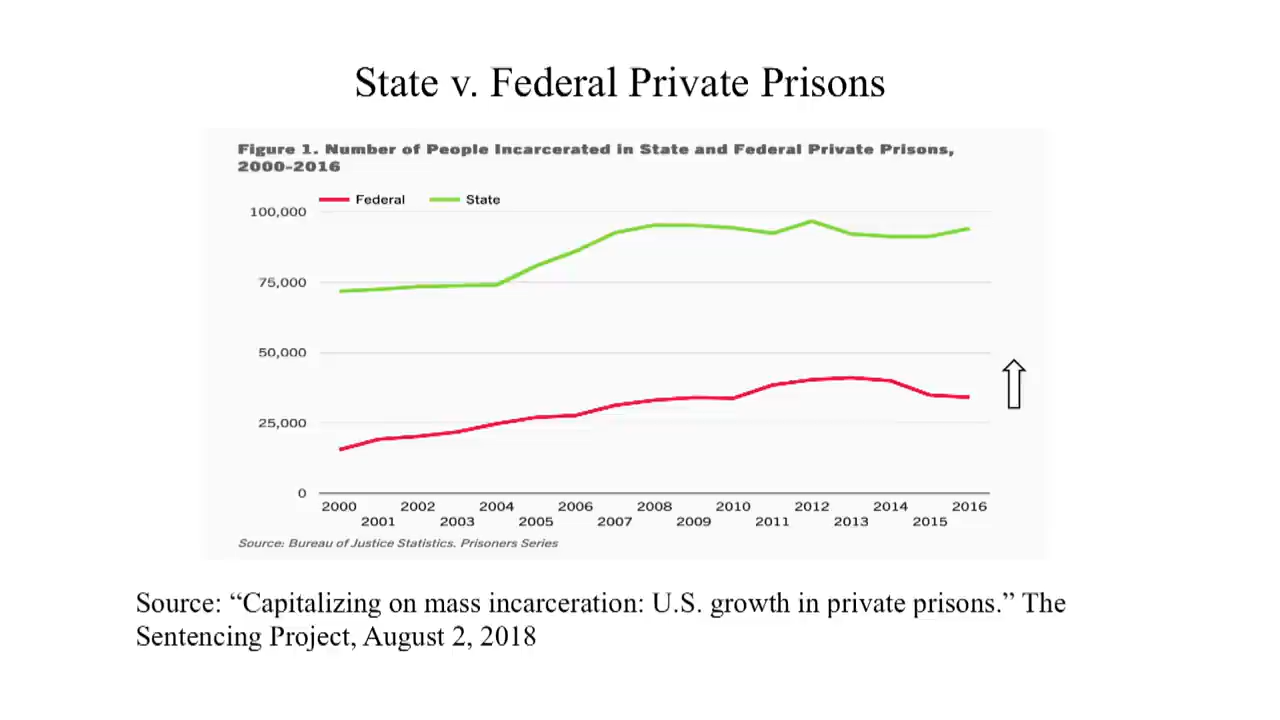 State v. Federal Private Prisons
Figure 1. Number of People Incarcerated in State and Federal Private Prisons,
2000-2016
Federal State
100,000
75,000
50,000
25,000
0
2000 2002 2004 2006 2008 2010 2012 2014 2016
2001 2003 2005 2007 2009 2011 2013 2015
Source: Bureau of Justice Statistics. Prisoners Series
Source: “Capitalizing on mass incarceration: U.S. growth in private prisons.” The
Sentencing Project, August 2, 2018